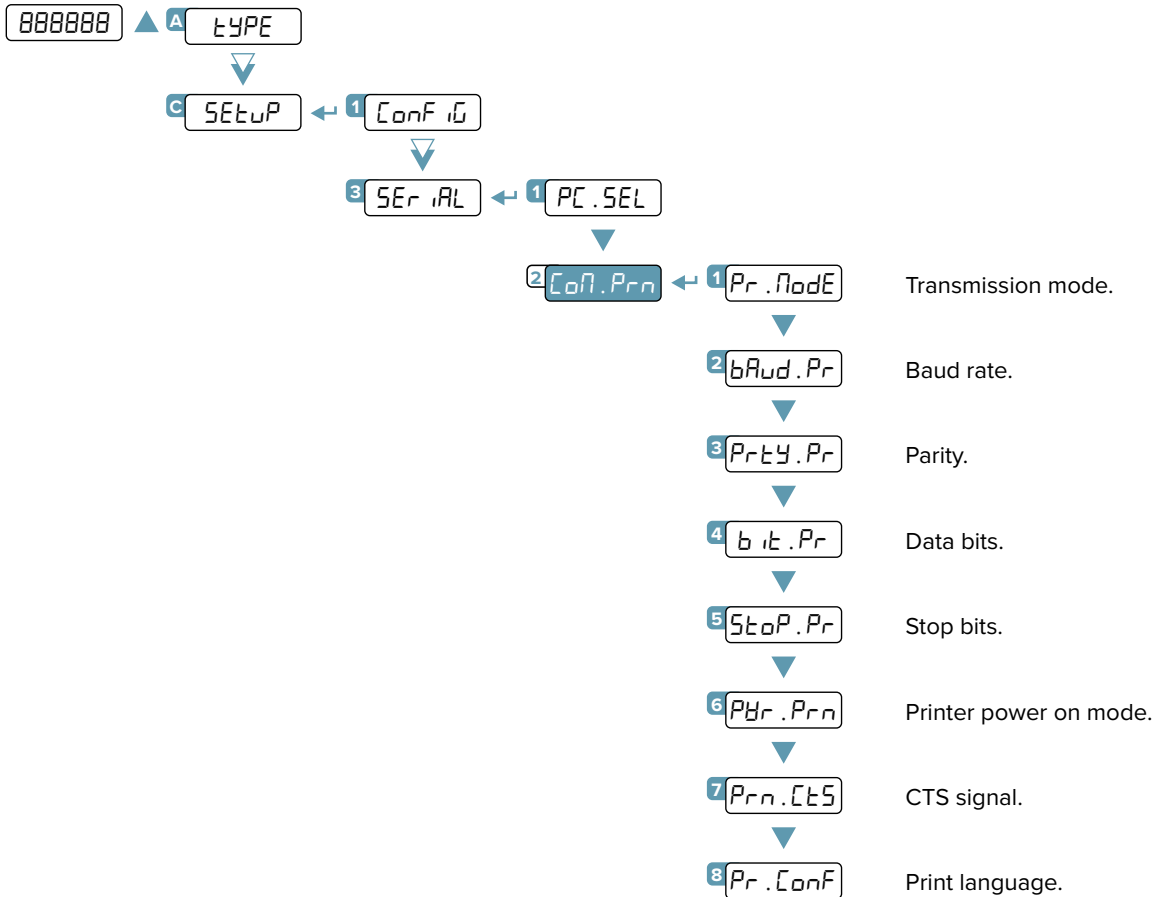 888888 A tYPE
C SEtuP 1 ConFiG
3 SEriAL 1 PC.SEL
2 CoM.Prn 1 Pr.ModE Transmission mode.
2 bAud.Pr Baud rate.
3 PrtY.Pr Parity.
4 bit.Pr Data bits.
5 StoP.Pr Stop bits.
6 PWr.Prn Printer power on mode.
7 Prn.CtS CTS signal.
8 Pr.ConF Print language.